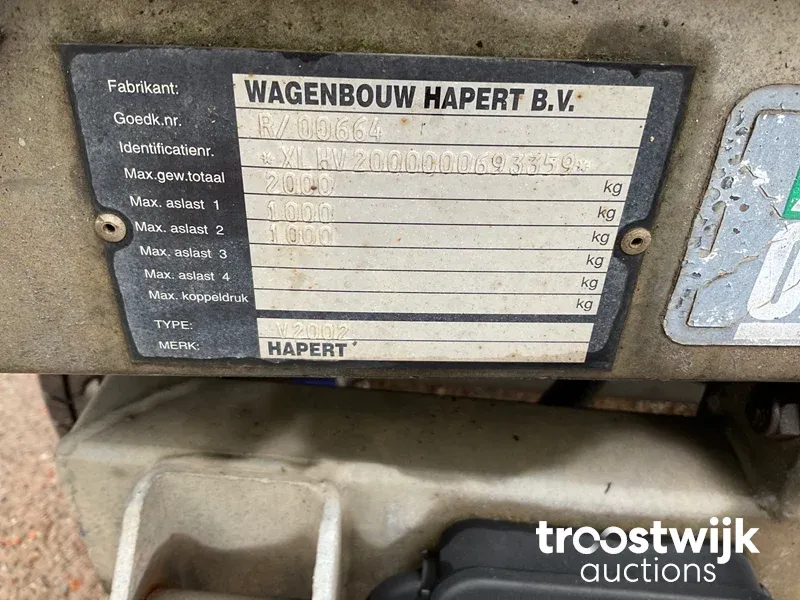 Fabrikant: WAGENBOUW HAPERT B.V.
Goedk.nr. R/00664
Identificatienr. *XLHV2000000693359*
Max.gew.totaal 2000 kg
Max. aslast 1 1000 kg
Max. aslast 2 1000 kg
Max. aslast 3 kg
Max. aslast 4 kg
Max. koppeldruk kg
TYPE: V2002
MERK: HAPERT
troostwijk
auctions